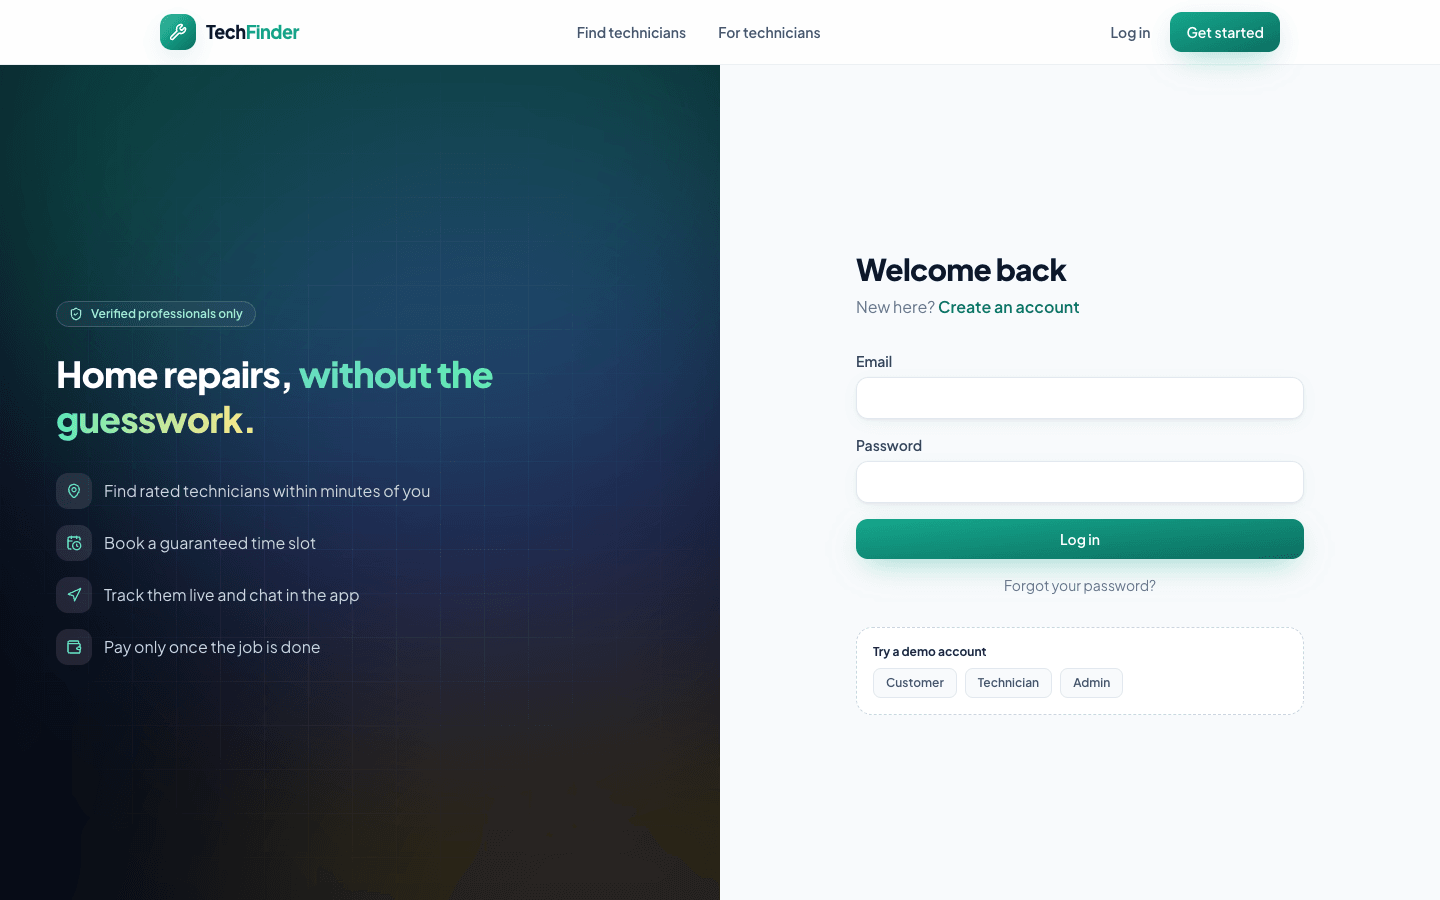 TechFinder
Find technicians
For technicians
Log in
Get started
Verified professionals only
Home repairs, without the
guesswork.
Find rated technicians within minutes of you
Book a guaranteed time slot
Track them live and chat in the app
Pay only once the job is done
Welcome back
New here? Create an account
Email
Password
Log in
Forgot your password?
Try a demo account
Customer
Technician
Admin